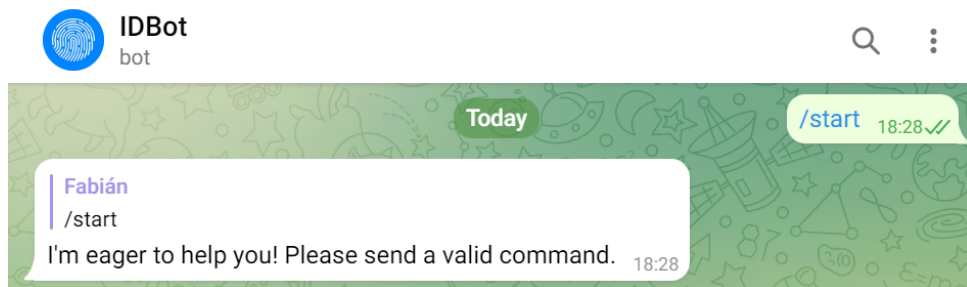 IDBot
bot
Today
/start 18:28
Fabián
/start
I'm eager to help you! Please send a valid command. 18:28